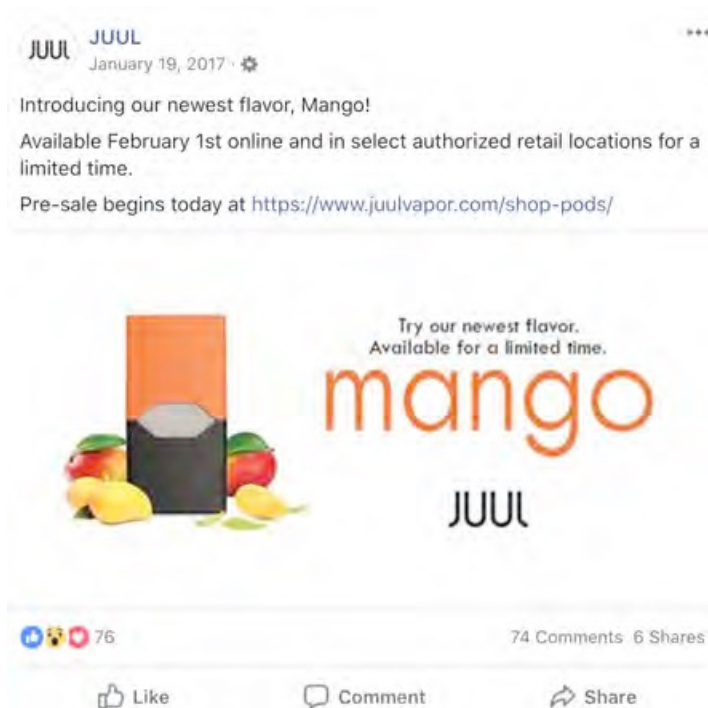 JUUL
JUUL
January 19, 2017 ·
Introducing our newest flavor, Mango!
Available February 1st online and in select authorized retail locations for a
limited time.
Pre-sale begins today at https://www.juulvapor.com/shop-pods/
Try our newest flavor.
Available for a limited time.
mango
JUUL
76
74 Comments 6 Shares
Like Comment Share